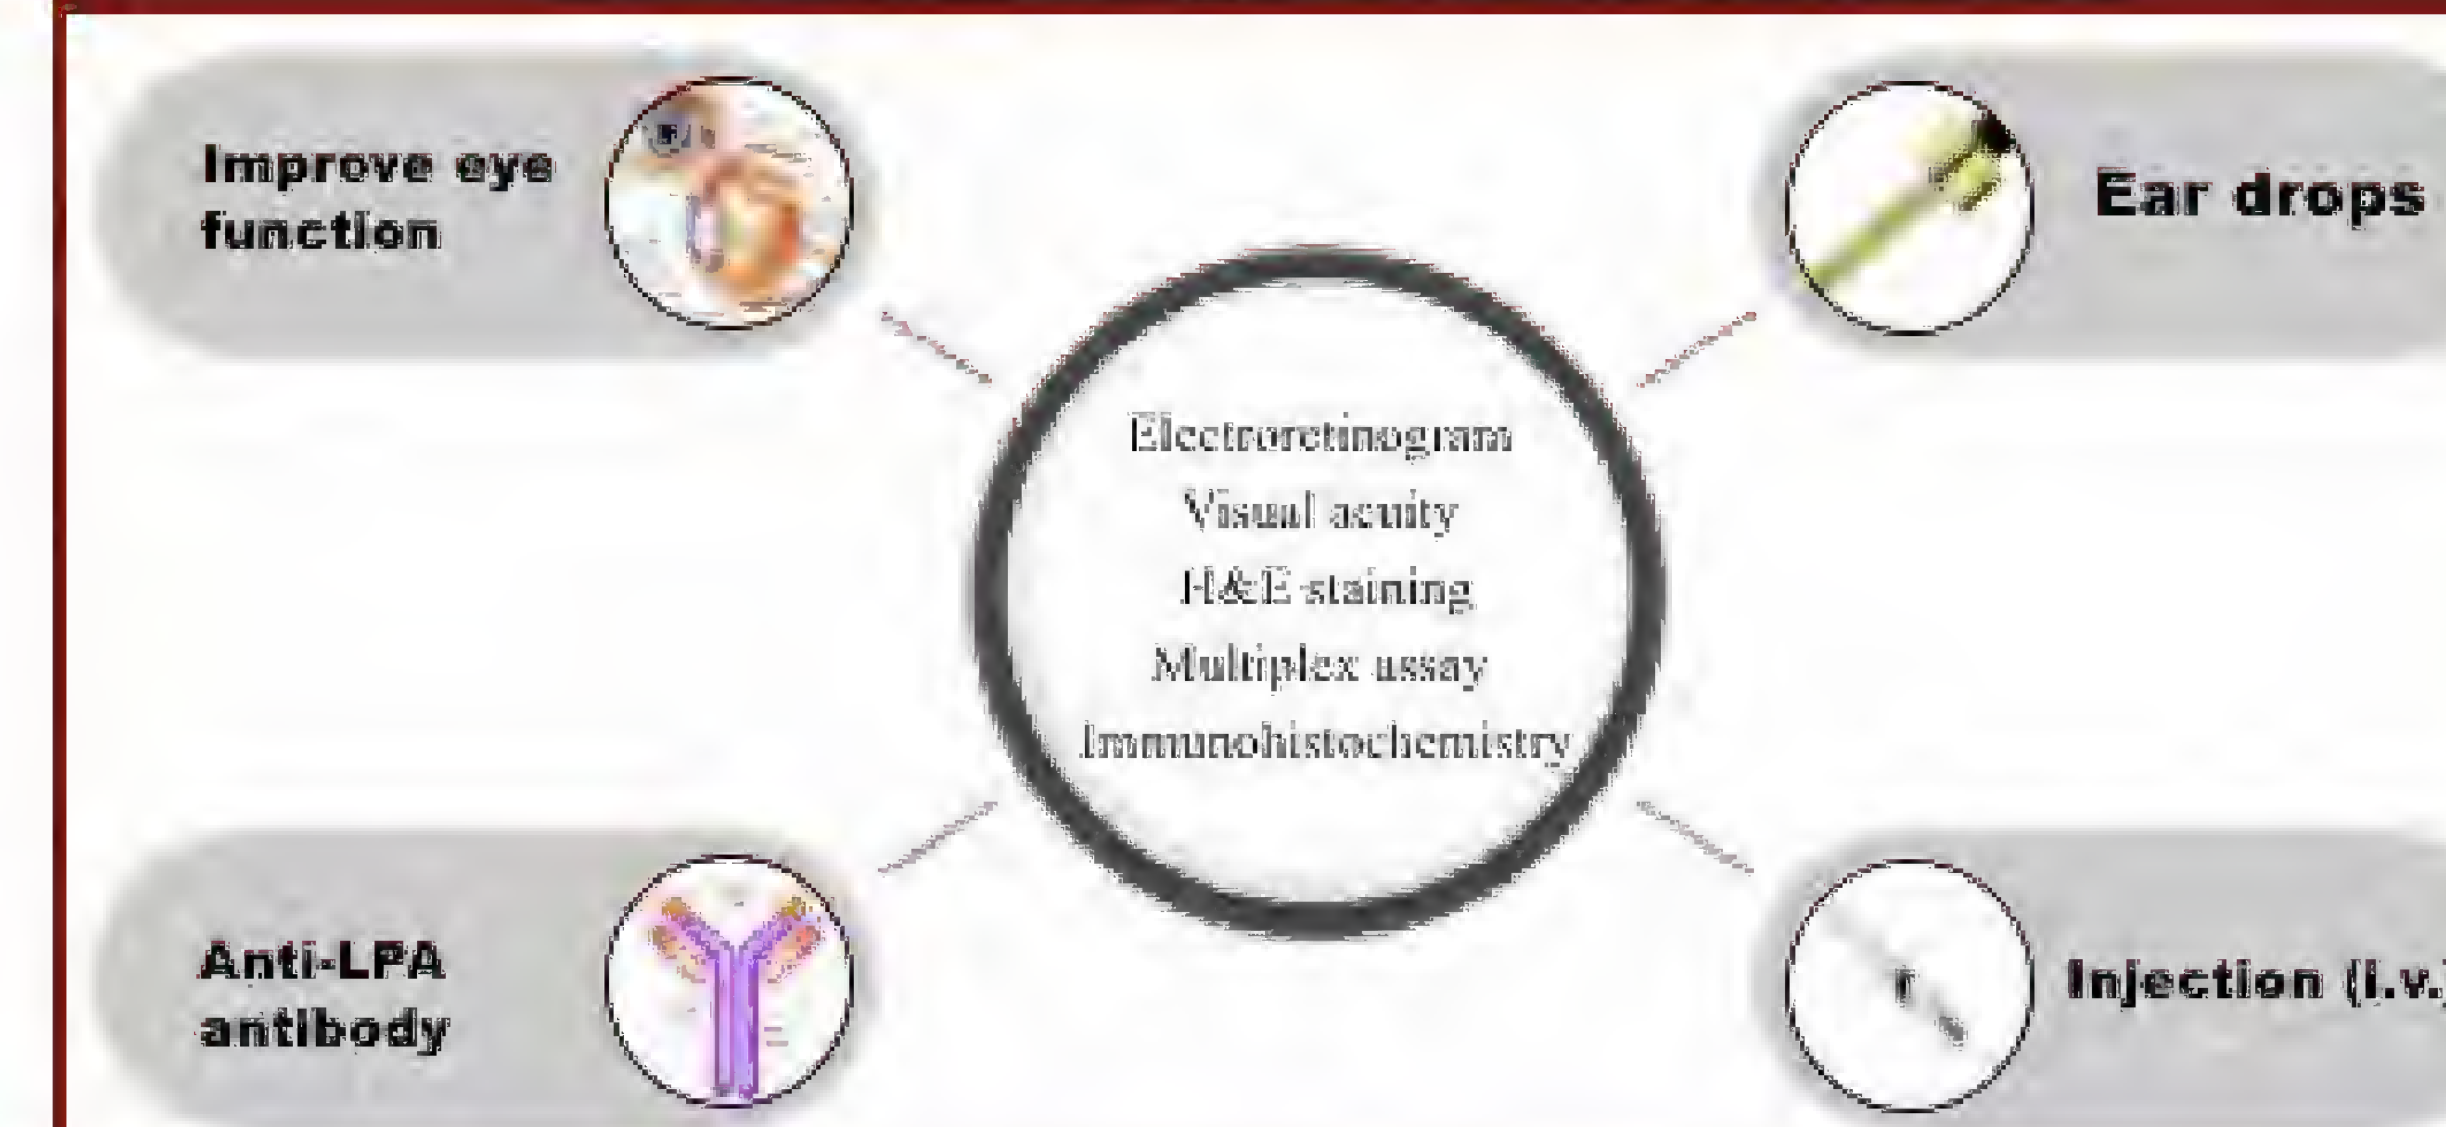 Improve eye
function
Ear drops
Electroretinogram
Visual acuity
H&E staining
Multiplex assay
Immunohistochemistry
Anti-LPA
antibody
Injection (i.v.)